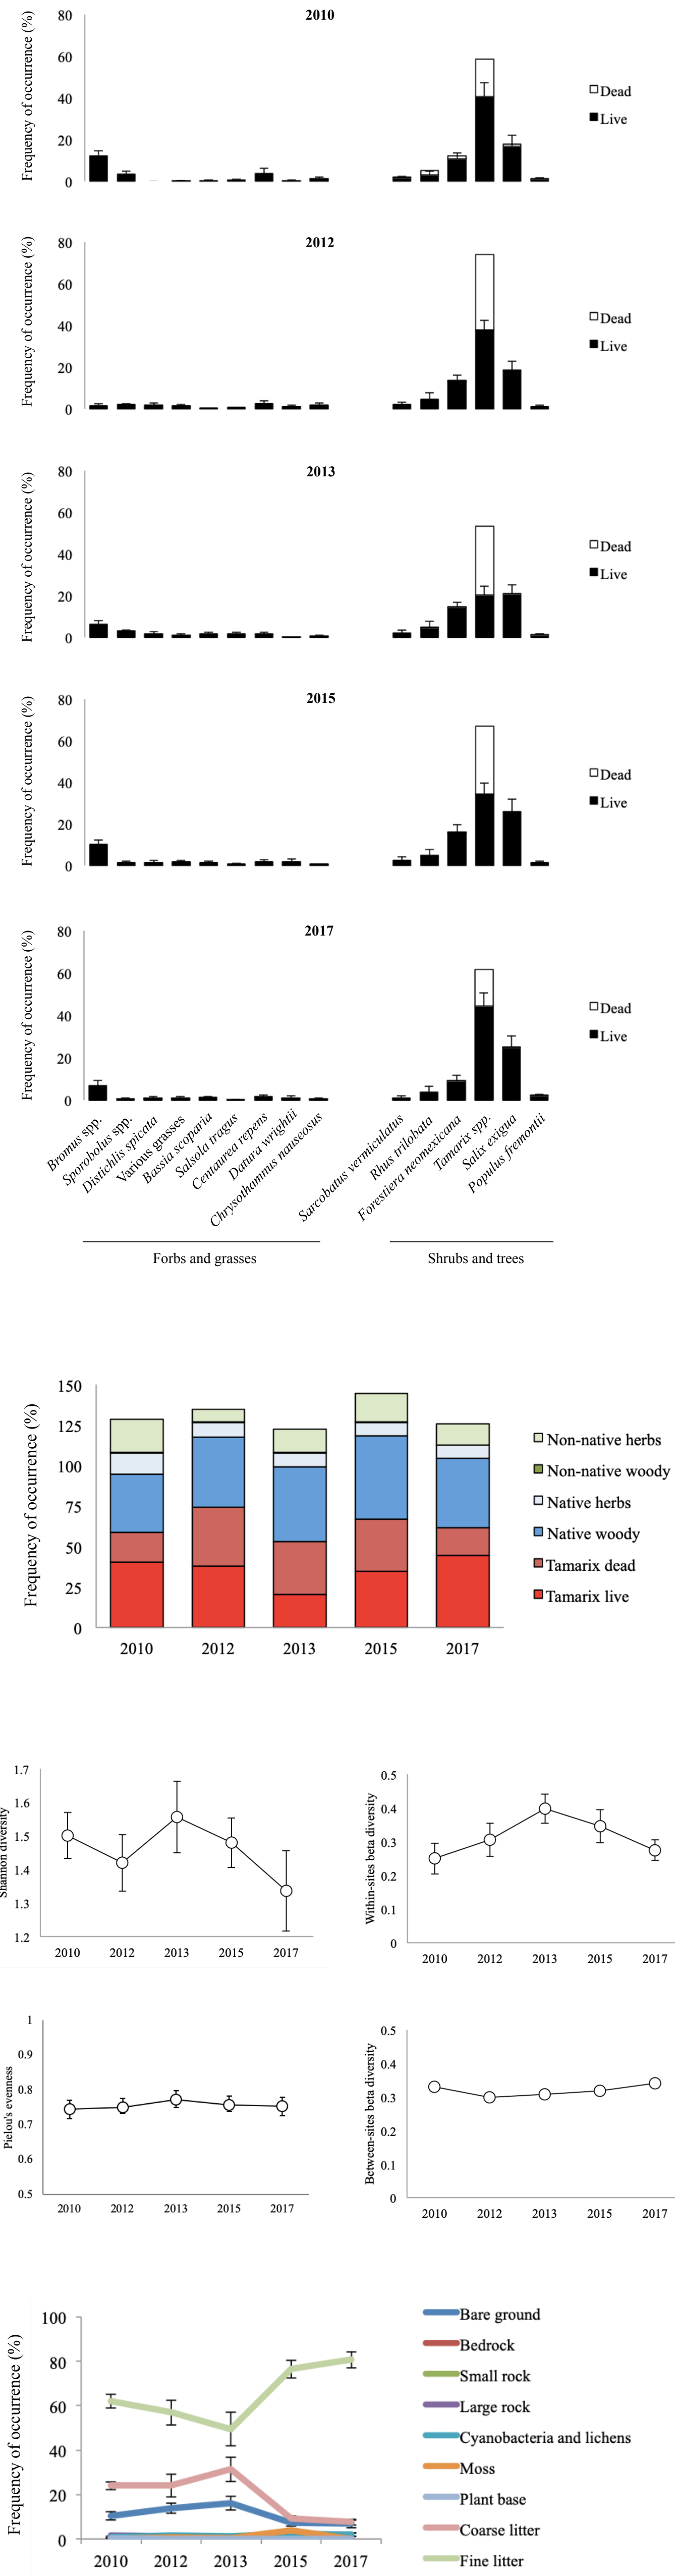 2010
Frequency of occurrence (%)
80
60
40
20
0
Dead
Live
2012
Frequency of occurrence (%)
80
60
40
20
0
Dead
Live
2013
Frequency of occurrence (%)
80
60
40
20
0
Dead
Live
2015
Frequency of occurrence (%)
80
60
40
20
0
Dead
Live
2017
Frequency of occurrence (%)
80
60
40
20
0
Dead
Live
Bromus spp.
Sporobolus spp.
Distichlis spicata
Various grasses
Bassia scoparia
Salsola tragus
Centaurea repens
Datura wrightii
Chrysothamnus nauseosus
Sarcobatus vermiculatus
Rhus trilobata
Forestiera neomexicana
Tamarix spp.
Salix exigua
Populus fremontii
Forbs and grasses
Shrubs and trees
Frequency of occurrence (%)
150
125
100
75
50
25
0
2010 2012 2013 2015 2017
Non-native herbs
Non-native woody
Native herbs
Native woody
Tamarix dead
Tamarix live
Shannon diversity
1.7
1.6
1.5
1.4
1.3
1.2
2010 2012 2013 2015 2017
Within-sites beta diversity
0.5
0.4
0.3
0.2
0.1
0
2010 2012 2013 2015 2017
Pielou's evenness
1
0.9
0.8
0.7
0.6
0.5
2010 2012 2013 2015 2017
Between-sites beta diversity
0.5
0.4
0.3
0.2
0.1
0
2010 2012 2013 2015 2017
Frequency of occurrence (%)
100
80
60
40
20
0
2010 2012 2013 2015 2017
Bare ground
Bedrock
Small rock
Large rock
Cyanobacteria and lichens
Moss
Plant base
Coarse litter
Fine litter